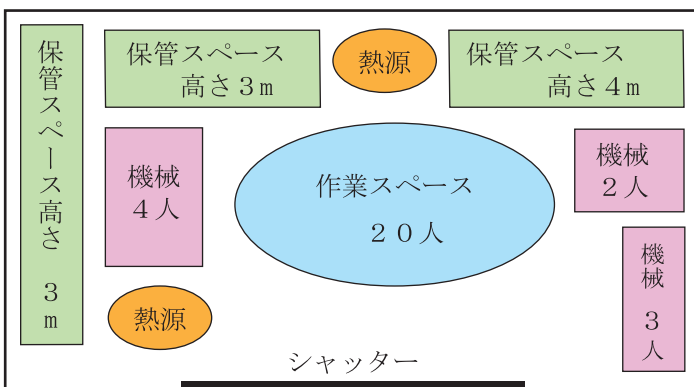 保管スペース高さ 3m
保管スペース
高さ3m
熱源
保管スペース
高さ4m
機械
4人
作業スペース
20人
機械
2人
熱源
機械 3人
シャッター